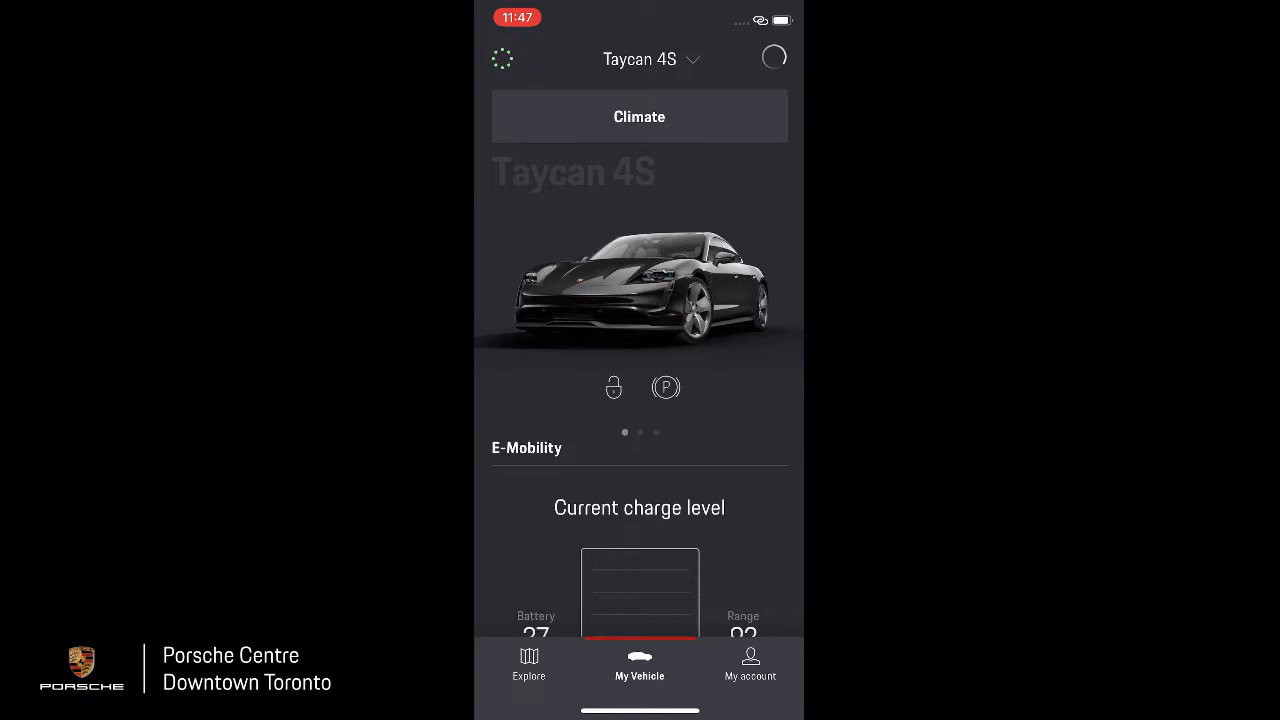 11:47
Taycan 4S
Climate
Taycan 4S
P
E-Mobility
Current charge level
Battery
Range
Explore
My Vehicle
My account
PORSCHE
Porsche Centre
Downtown Toronto